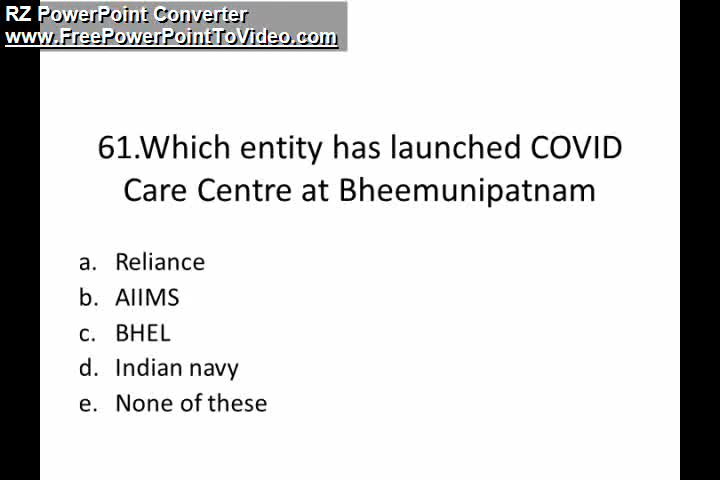 RZ PowerPoint Converter
www.FreePowerPointToVideo.com
61.Which entity has launched COVID
Care Centre at Bheemunipatnam
a. Reliance
b. AIIMS
c. BHEL
d. Indian navy
e. None of these